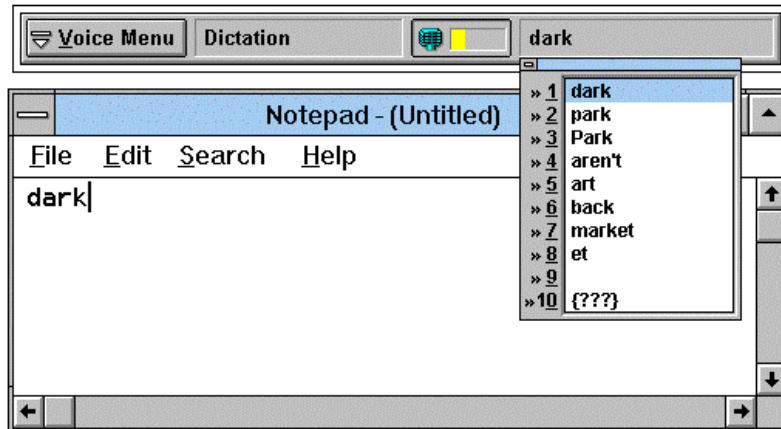 Voice Menu Dictation dark
Notepad - (Untitled)
File Edit Search Help
dark
» 1 dark
» 2 park
» 3 Park
» 4 aren't
» 5 art
» 6 back
» 7 market
» 8 et
» 9
»10 {???}